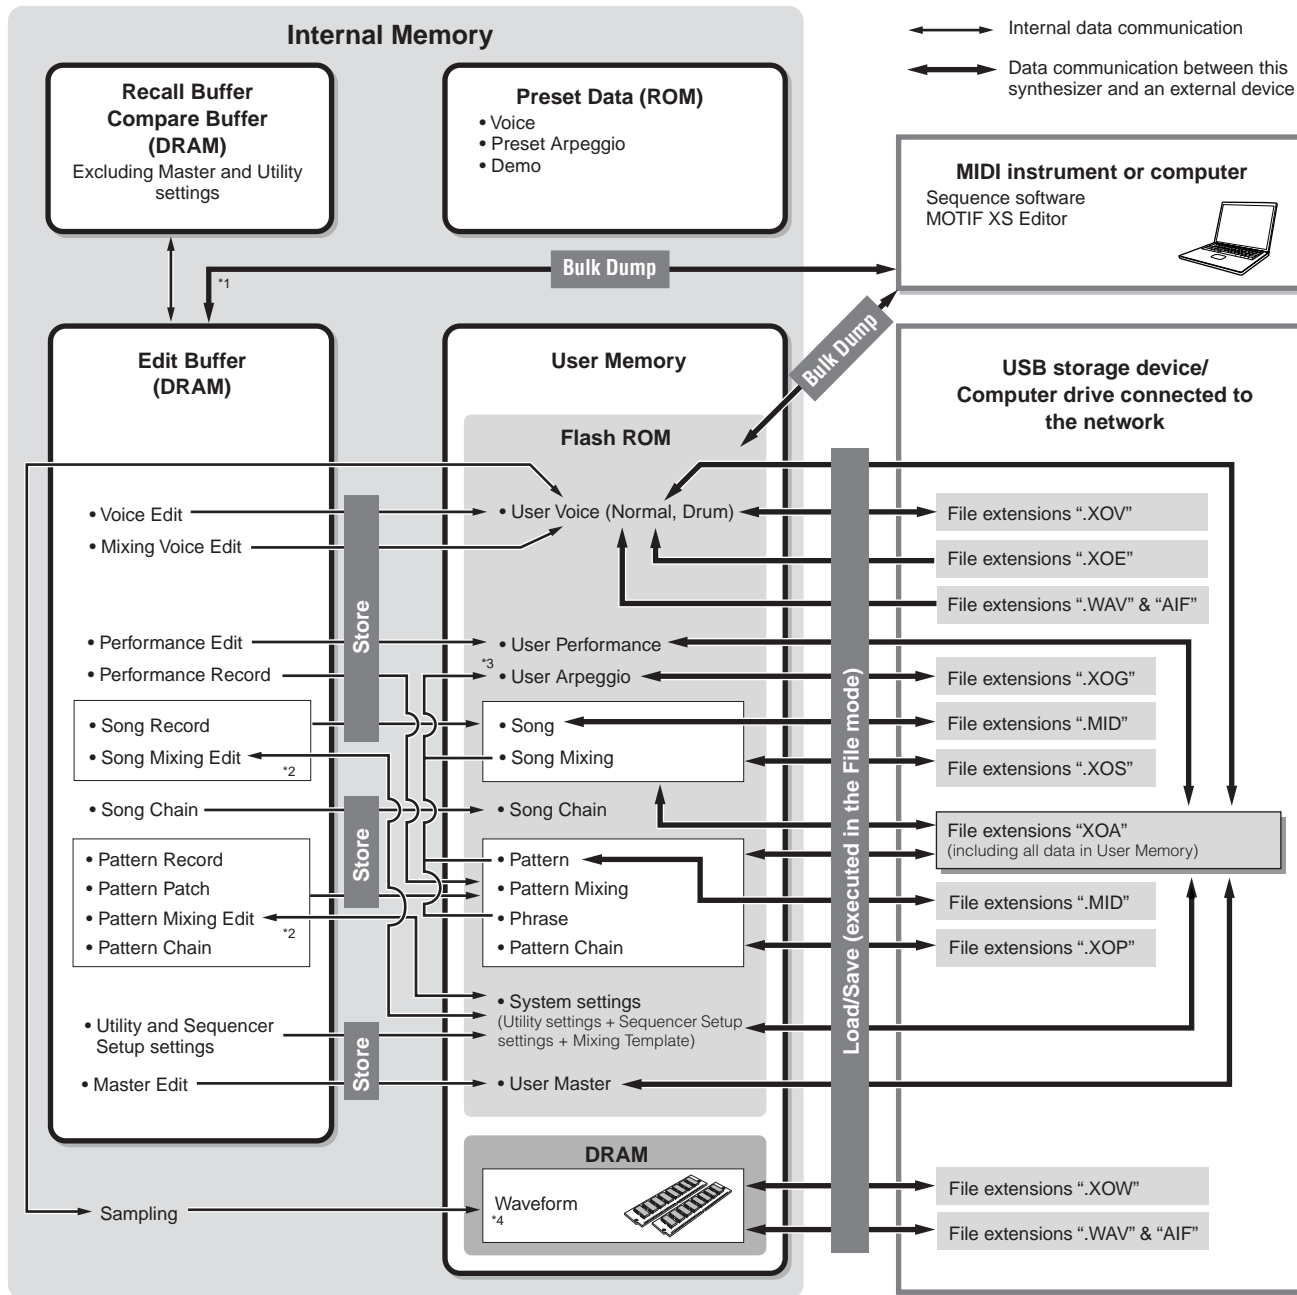 Internal Memory
Internal data communication
Data communication between this
synthesizer and an external device
Recall Buffer
Compare Buffer
(DRAM)
Excluding Master and Utility
settings
Preset Data (ROM)
• Voice
• Preset Arpeggio
• Demo
MIDI instrument or computer
Sequence software
MOTIF XS Editor
Bulk Dump
*1
Bulk Dump
Edit Buffer
(DRAM)
• Voice Edit
• Mixing Voice Edit
• Performance Edit
• Performance Record
• Song Record
• Song Mixing Edit
*2
• Song Chain
• Pattern Record
• Pattern Patch
• Pattern Mixing Edit
*2
• Pattern Chain
• Utility and Sequencer
Setup settings
• Master Edit
Sampling
Store
Store
Store
User Memory
Flash ROM
• User Voice (Normal, Drum)
• User Performance
*3
• User Arpeggio
• Song
• Song Mixing
• Song Chain
• Pattern
• Pattern Mixing
• Phrase
• Pattern Chain
• System settings
(Utility settings + Sequencer Setup
settings + Mixing Template)
• User Master
DRAM
Waveform
*4
Load/Save (executed in the File mode)
USB storage device/
Computer drive connected to
the network
File extensions “.XOV”
File extensions “.XOE”
File extensions “.WAV” & “AIF”
File extensions “.XOG”
File extensions “.MID”
File extensions “.XOS”
File extensions “XOA”
(including all data in User Memory)
File extensions “.MID”
File extensions “.XOP”
File extensions “.XOW”
File extensions “.WAV” & “AIF”